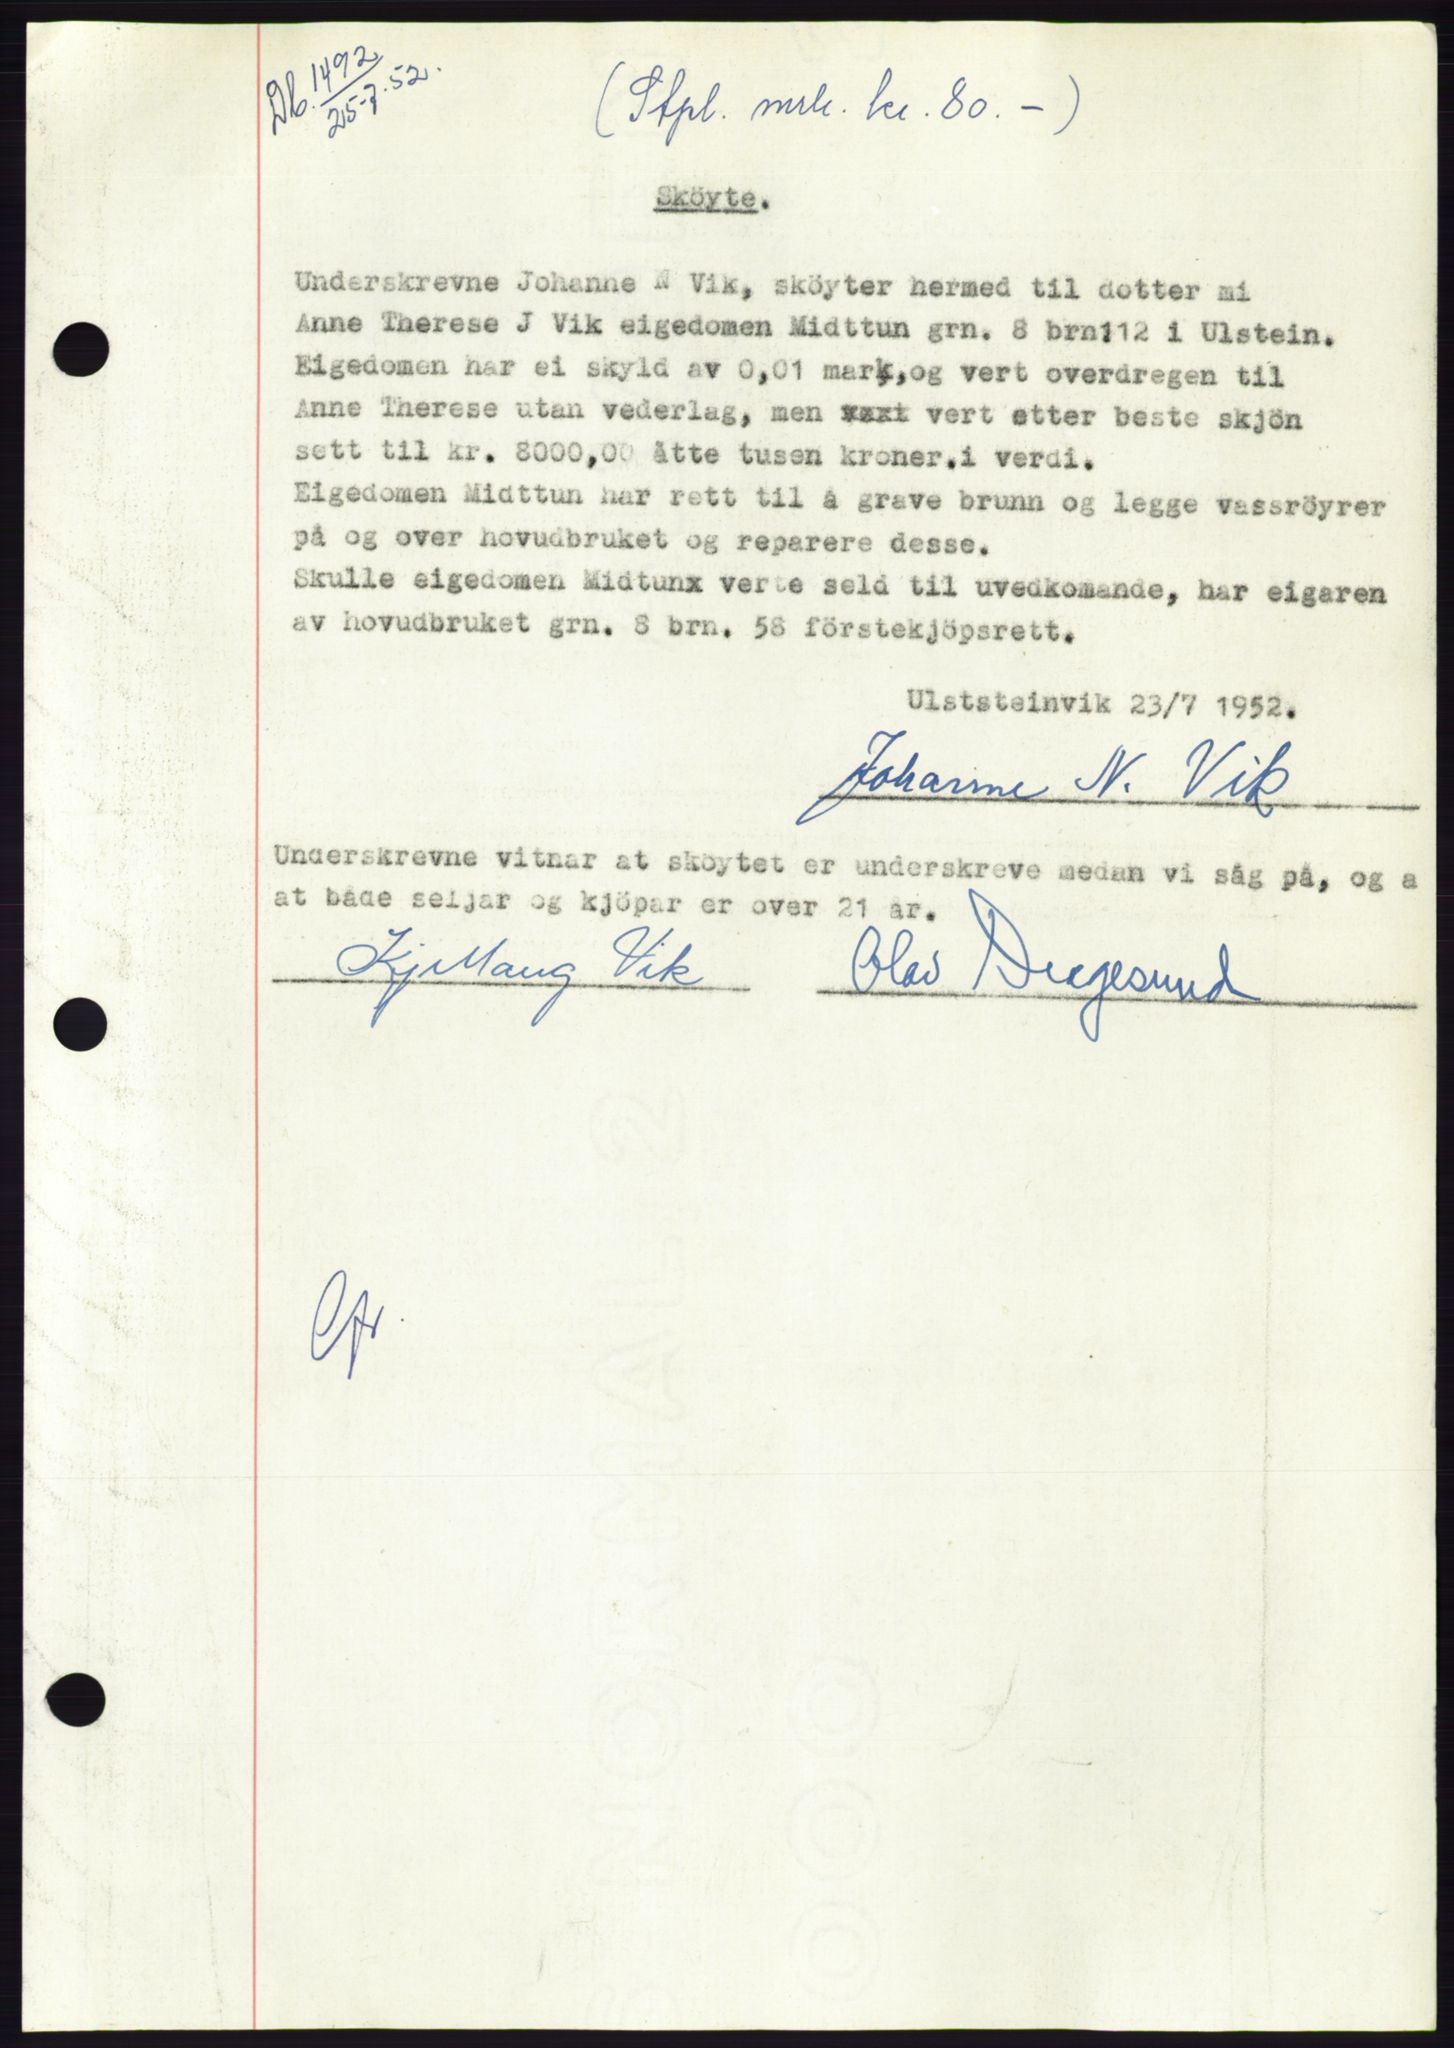 Db. 1492
25-7.52.
(Stpl. mrk. kr. 80. -)
Sköyte.
Underskrevne Johanne N Vik, sköyter hermed til dotter mi
Anne Therese J Vik eigedomen Midttun grn. 8 brn112 i Ulstein.
Eigedomen har ei skyld av 0,01 mark,og vert overdregen til
Anne Therese utan vederlag, men vert etter beste skjön
sett til kr. 8000,00 åtte tusen kroner.i verdi.
Eigedomen Midttun har rett til å grave brunn og legge vassröyrer
på og over hovudbruket og reparere desse.
Skulle eigedomen Midtunx verte seld til uvedkomande, har eigaren
av hovudbruket grn. 8 brn. 58 förstekjöpsrett.
Ulststeinvik 23/7 1952.
Johanne N. Vik
Underskrevne vitnar at sköytet er underskreve medan vi såg på, og a
at både seljar og kjöpar er over 21 år.
Vik Olav Dragesund